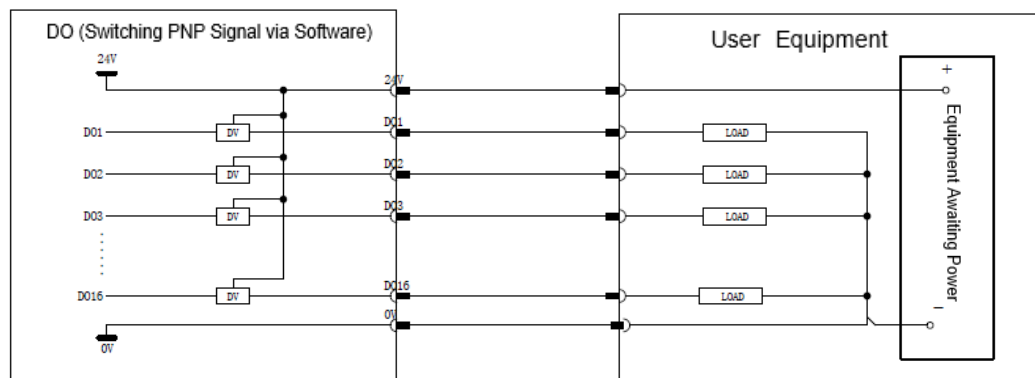 DO (Switching PNP Signal via Software)
User Equipment
24V
24V
+
DO1
DV
DO1
LOAD
DO2
DV
DO2
LOAD
DO3
DV
DO3
LOAD
Equipment Awaiting Power
DO16
DV
DO16
LOAD
−
0V
0V